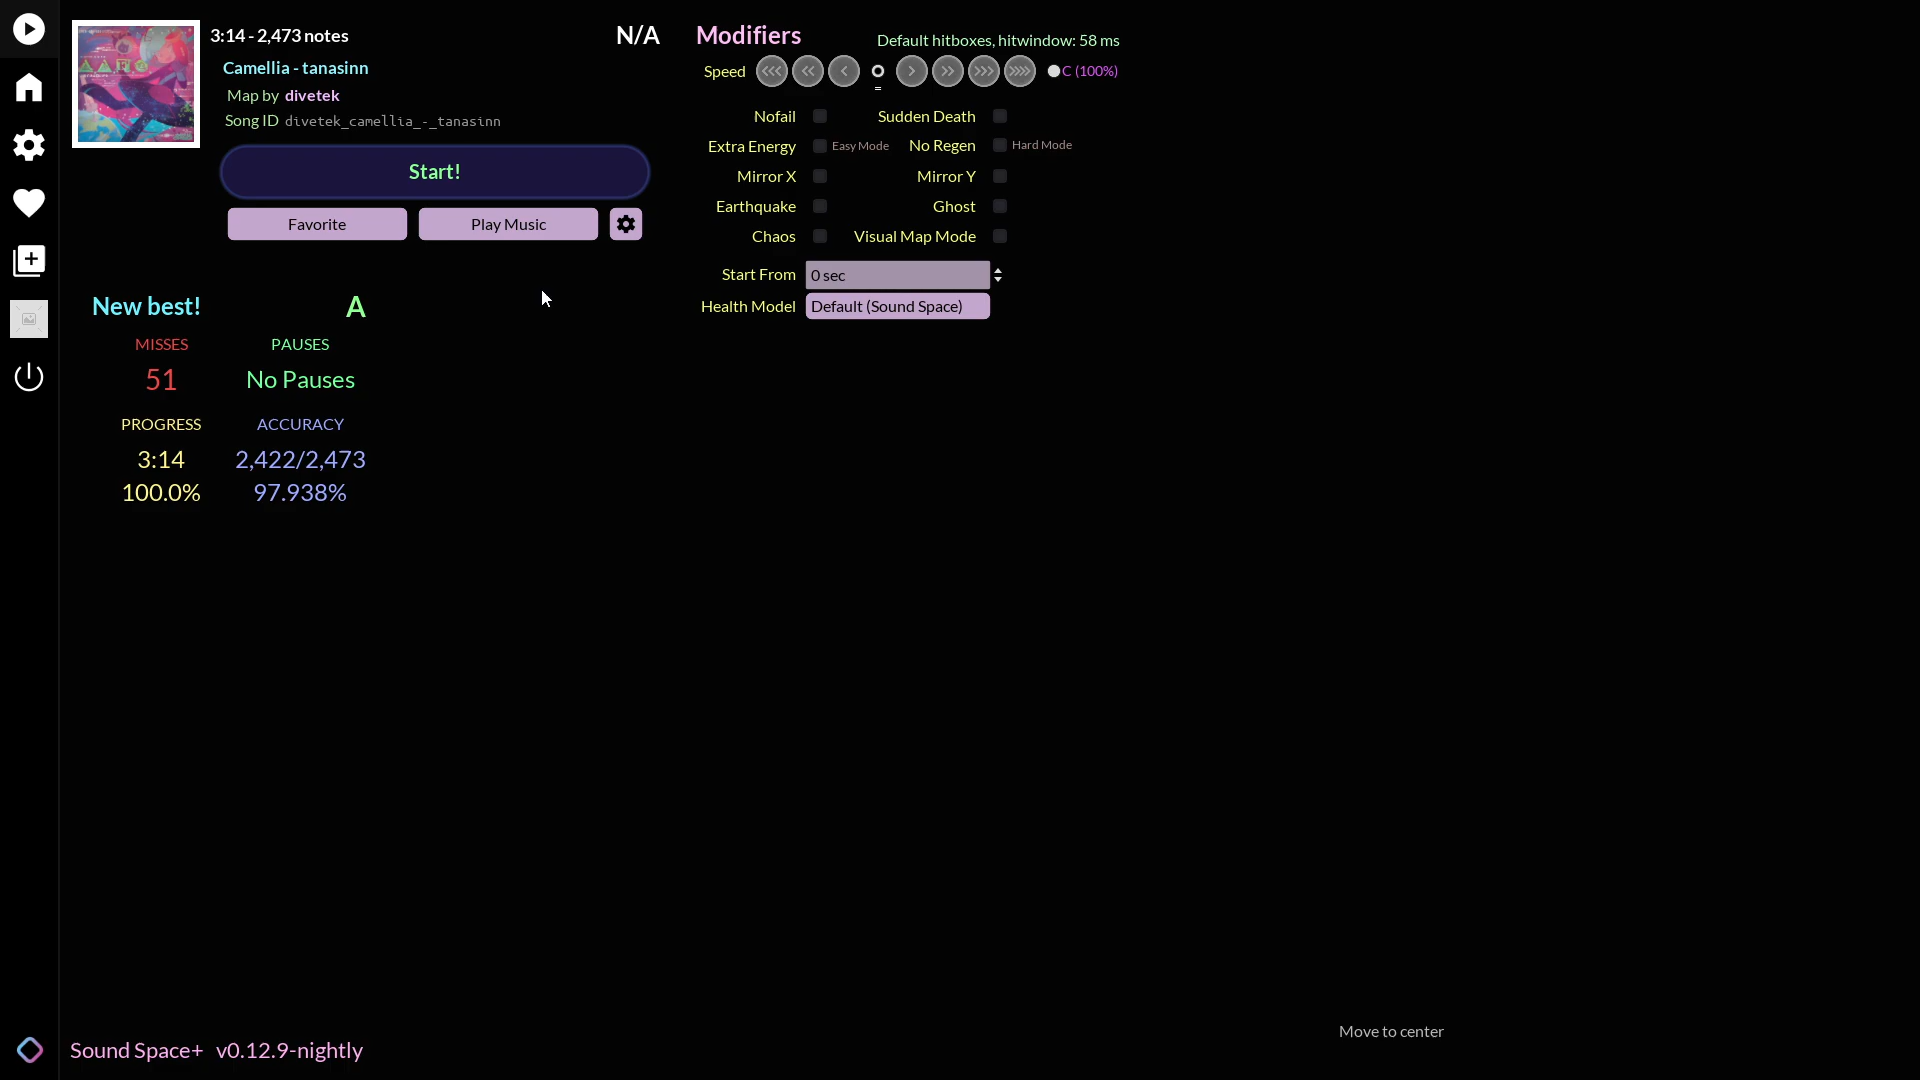 3:14 - 2,473 notes
N/A
Camellia - tanasinn
Map by divetek
Song ID divetek_camellia_-_tanasinn
Start!
Favorite
Play Music
New best!
A
MISSES
PAUSES
51
No Pauses
PROGRESS
ACCURACY
3:14
2,422/2,473
100.0%
97.938%
Modifiers
Default hitboxes, hitwindow: 58 ms
Speed
=
C (100%)
Nofail
Sudden Death
Extra Energy Easy Mode
No Regen Hard Mode
Mirror X
Mirror Y
Earthquake
Ghost
Chaos
Visual Map Mode
Start From 0 sec
Health Model Default (Sound Space)
Move to center
Sound Space+ v0.12.9-nightly